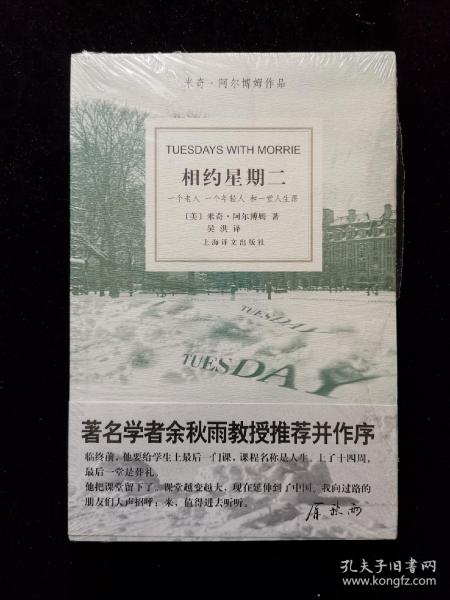 米奇·阿尔博姆作品
TUESDAYS WITH MORRIE
相约星期二
一个老人 一个年轻人 和一堂人生课
〔美〕米奇·阿尔博姆 著
吴洪 译
上海译文出版社
TUESDAY
TUESDAY
著名学者余秋雨教授推荐并作序
临终前，他要给学生上最后一门课，课程名称是人生。上了十四周，
最后一堂是葬礼。
他把课堂留下了，课堂越变越大，现在延伸到了中国。我向过路的
朋友们大声招呼：来，值得进去听听。
余秋雨
孔夫子旧书网
www.kongfz.com